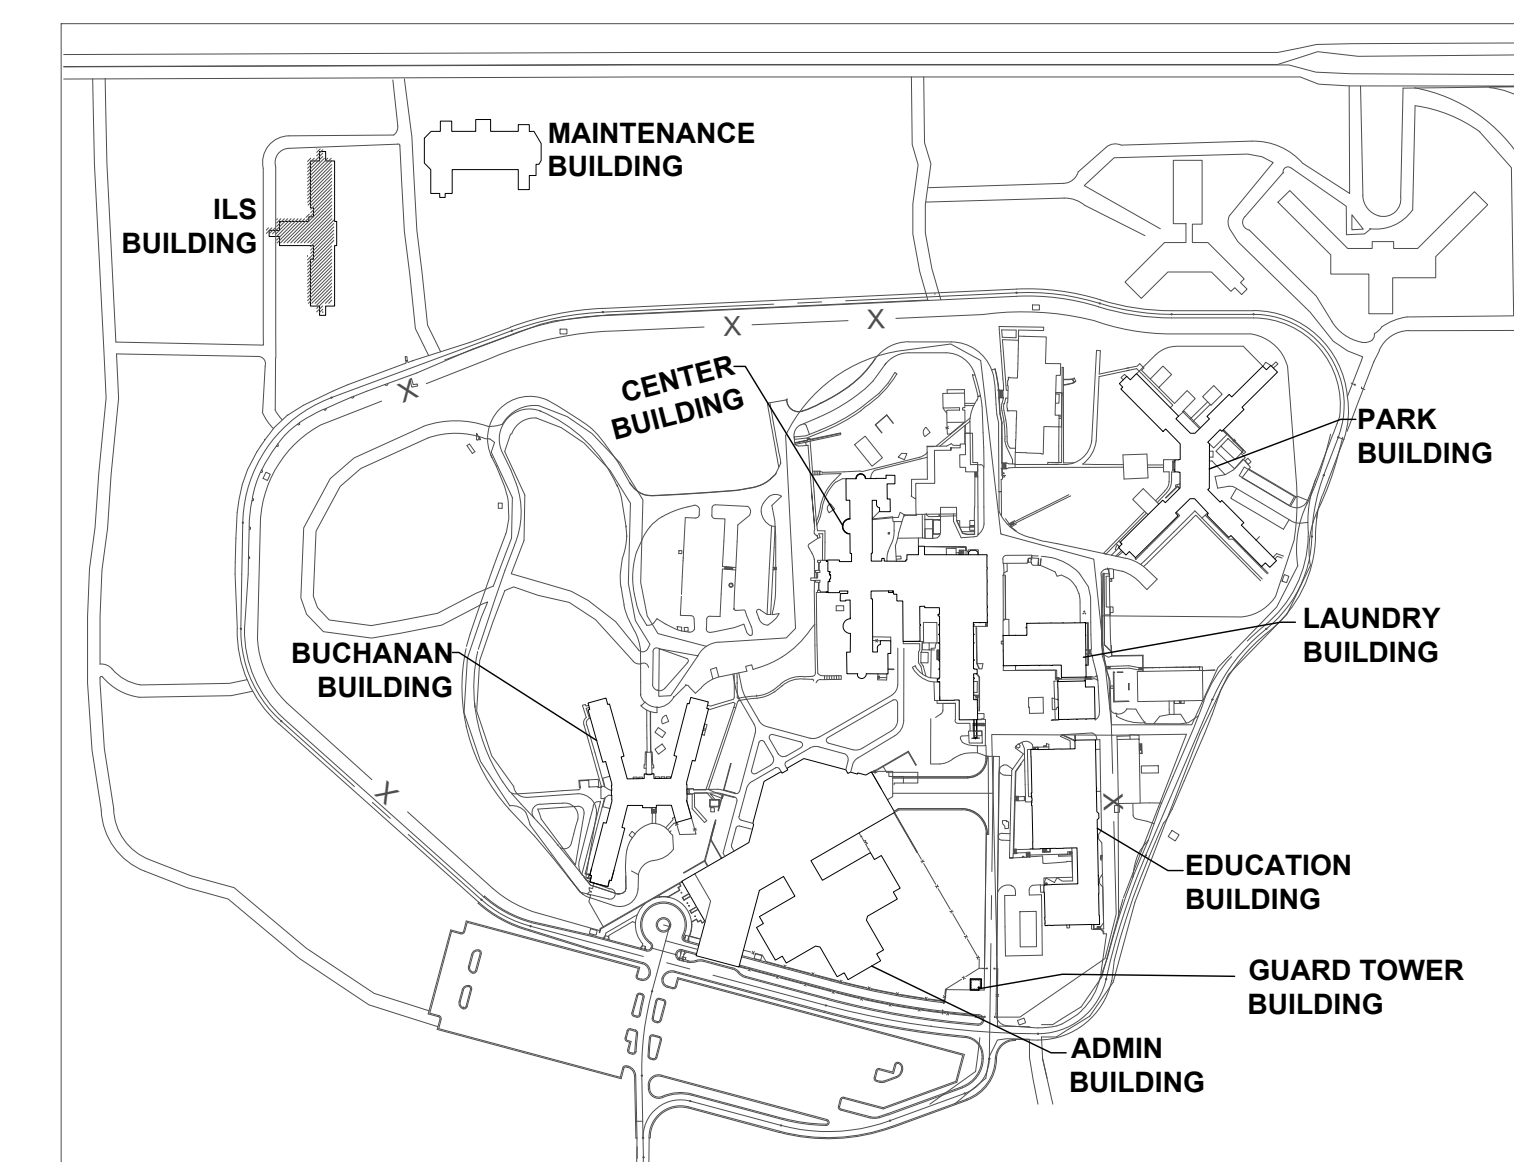 MAINTENANCE
BUILDING
ILS
BUILDING
X
X
X
CENTER
BUILDING
PARK
BUILDING
LAUNDRY
BUILDING
BUCHANAN
BUILDING
X
X
EDUCATION
BUILDING
GUARD TOWER
BUILDING
ADMIN
BUILDING